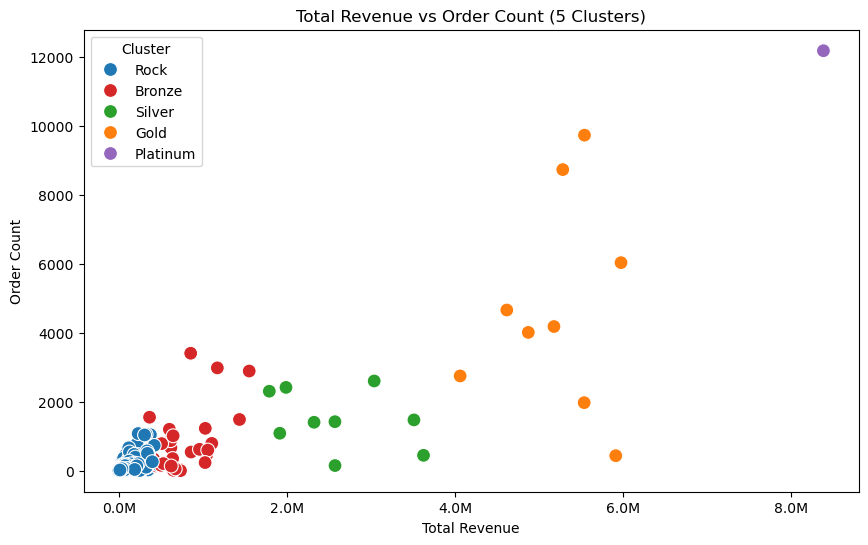 Total Revenue vs Order Count (5 Clusters)
Cluster
Rock
Bronze
Silver
Gold
Platinum
12000
10000
8000
6000
4000
2000
0
Order Count
0.0M 2.0M 4.0M 6.0M 8.0M
Total Revenue